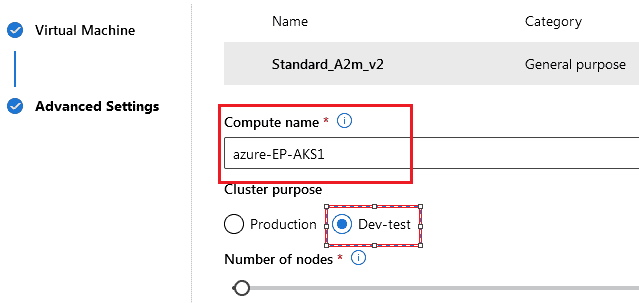 Virtual Machine
Advanced Settings
Name Category
Standard_A2m_v2 General purpose
Compute name *
azure-EP-AKS1
Cluster purpose
Production Dev-test
Number of nodes *